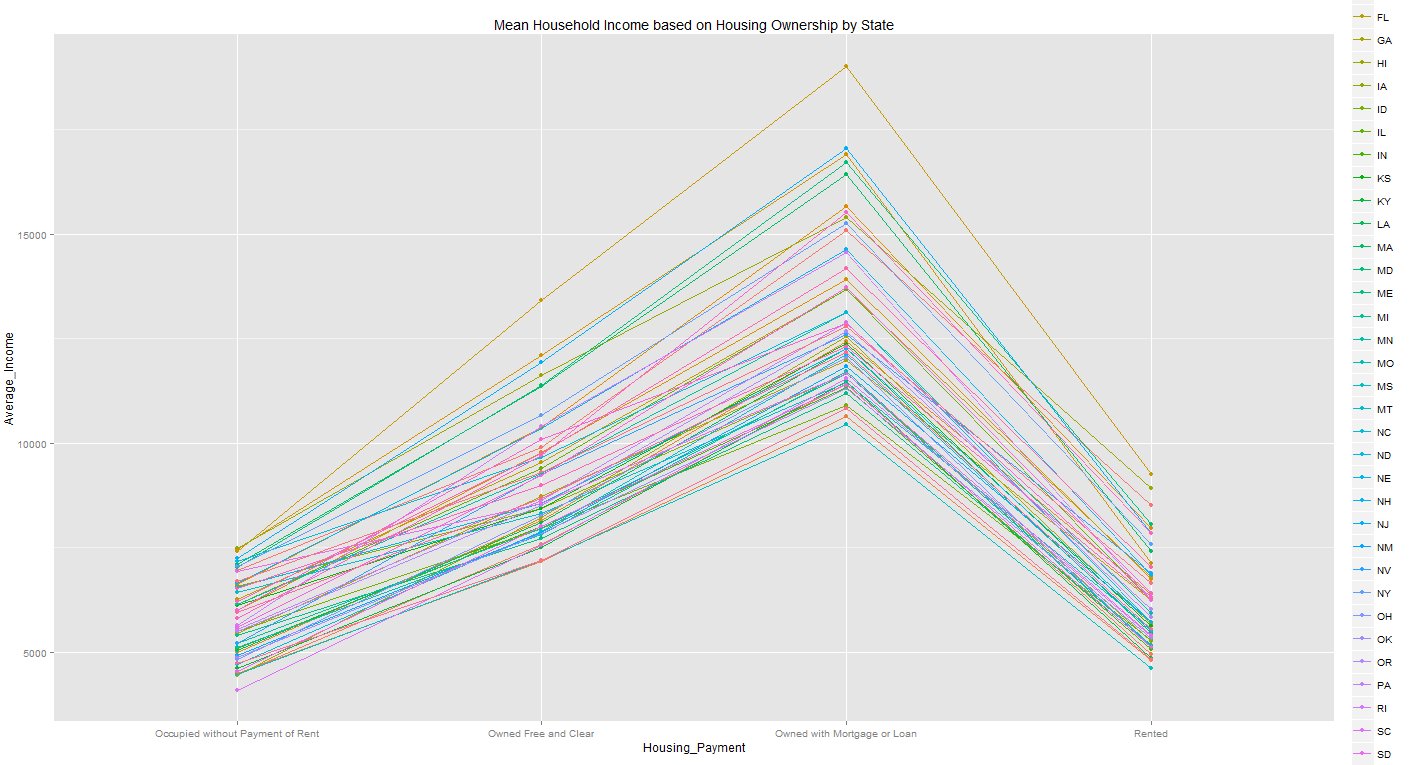 Mean Household Income based on Housing Ownership by State
Average_Income
15000
10000
5000
Occupied without Payment of Rent
Owned Free and Clear
Owned with Mortgage or Loan
Rented
Housing_Payment
FL
GA
HI
IA
ID
IL
IN
KS
KY
LA
MA
MD
ME
MI
MN
MO
MS
MT
NC
ND
NE
NH
NJ
NM
NV
NY
OH
OK
OR
PA
RI
SC
SD